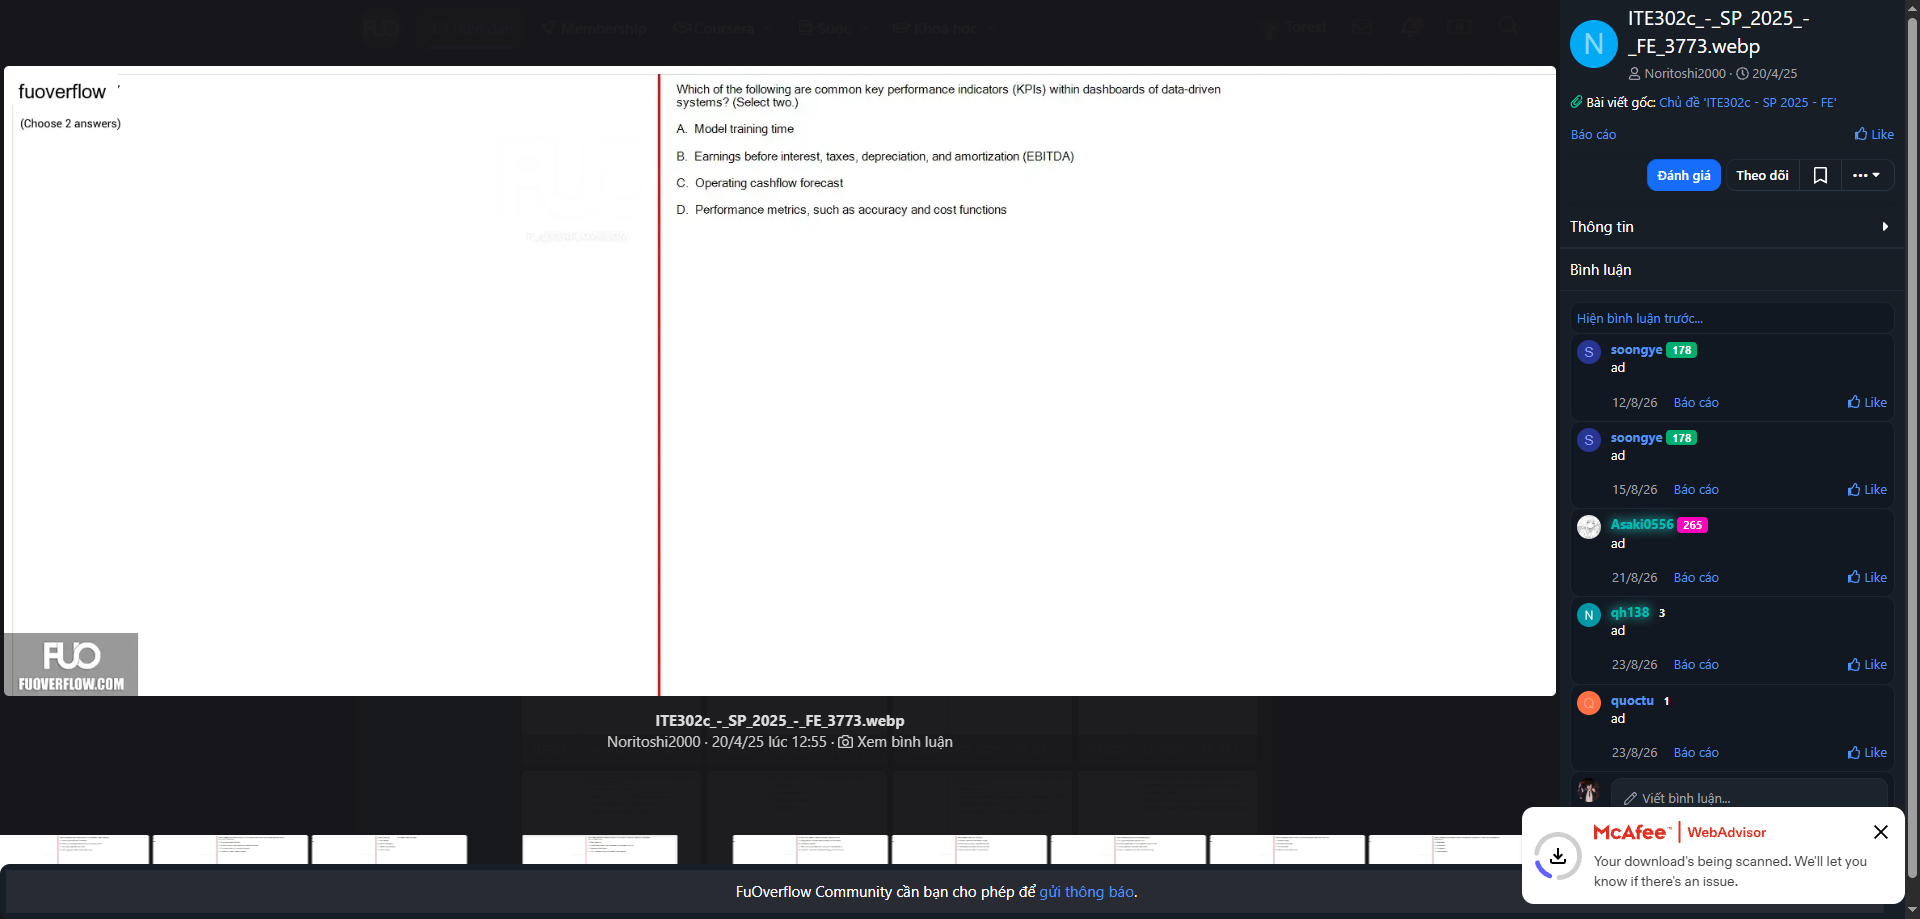 fuoverflow
(Choose 2 answers)
Which of the following are common key performance indicators (KPIs) within dashboards of data-driven
systems? (Select two.)
A. Model training time
B. Earnings before interest, taxes, depreciation, and amortization (EBITDA)
C. Operating cashflow forecast
D. Performance metrics, such as accuracy and cost functions
FUO
FUOVERFLOW.COM
ITE302c_-_SP_2025_-_FE_3773.webp
Noritoshi2000 · 20/4/25 lúc 12:55 · Xem bình luận
FuOverflow Community cần bạn cho phép để gửi thông báo.
N
ITE302c_-_SP_2025_-
_FE_3773.webp
Noritoshi2000 · 20/4/25
Bài viết gốc: Chủ đề 'ITE302c - SP 2025 - FE'
Báo cáo Like
Đánh giá Theo dõi
Thông tin
Bình luận
Hiện bình luận trước...
S soongye 178
ad
12/8/26 Báo cáo Like
S soongye 178
ad
15/8/26 Báo cáo Like
Asaki0556 265
ad
21/8/26 Báo cáo Like
N qh138 3
ad
23/8/26 Báo cáo Like
Q quoctu 1
ad
23/8/26 Báo cáo Like
Viết bình luận...
McAfee™ | WebAdvisor
Your download's being scanned. We'll let you
know if there's an issue.
Membership
Coursera
Torest